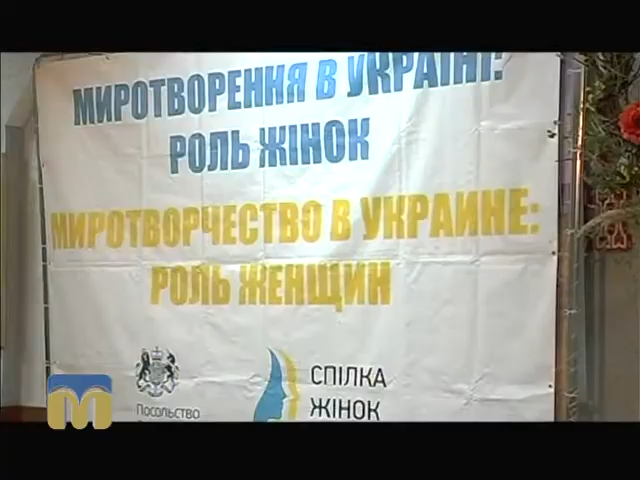 МИРОТВОРЕННЯ В УКРАЇНІ:
РОЛЬ ЖІНОК
МИРОТВОРЧЕСТВО В УКРАИНЕ:
РОЛЬ ЖЕНЩИН
Посольство
СПІЛКА
ЖІНОК
М